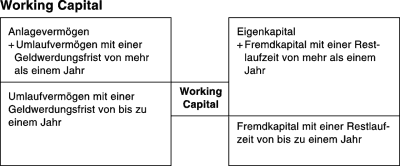 Working Capital
Anlagevermögen
+ Umlaufvermögen mit einer
Geldwerdungsfrist von mehr
als einem Jahr
Umlaufvermögen mit einer
Geldwerdungsfrist von bis zu
einem Jahr
Working
Capital
Eigenkapital
+ Fremdkapital mit einer Rest-
laufzeit von mehr als einem
Jahr
Fremdkapital mit einer Restlauf-
zeit von bis zu einem Jahr